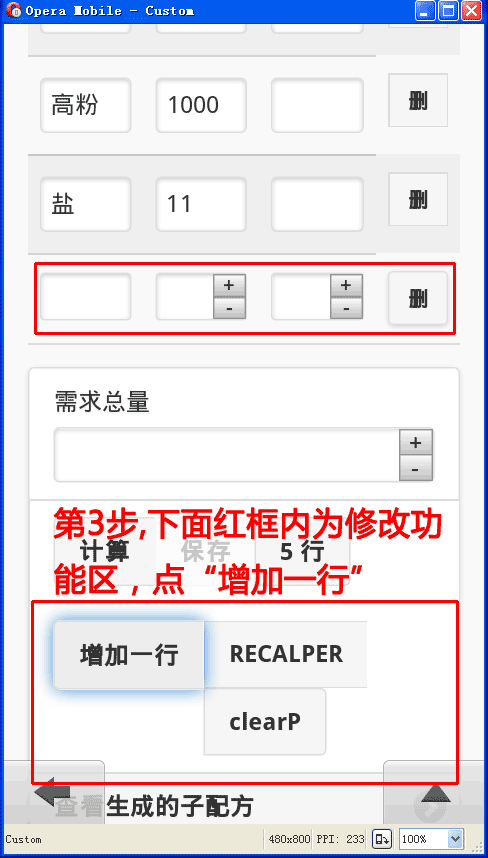 Opera Mobile - Custom
高粉 1000 删
盐 11 删
+ + 删
- -
需求总量
+
-
第3步,下面红框内为修改功
计算 保存 5 行
能区，点“增加一行”
增加一行 RECALPER
clearP
查看生成的子配方
Custom 480x800 PPI: 233 100%